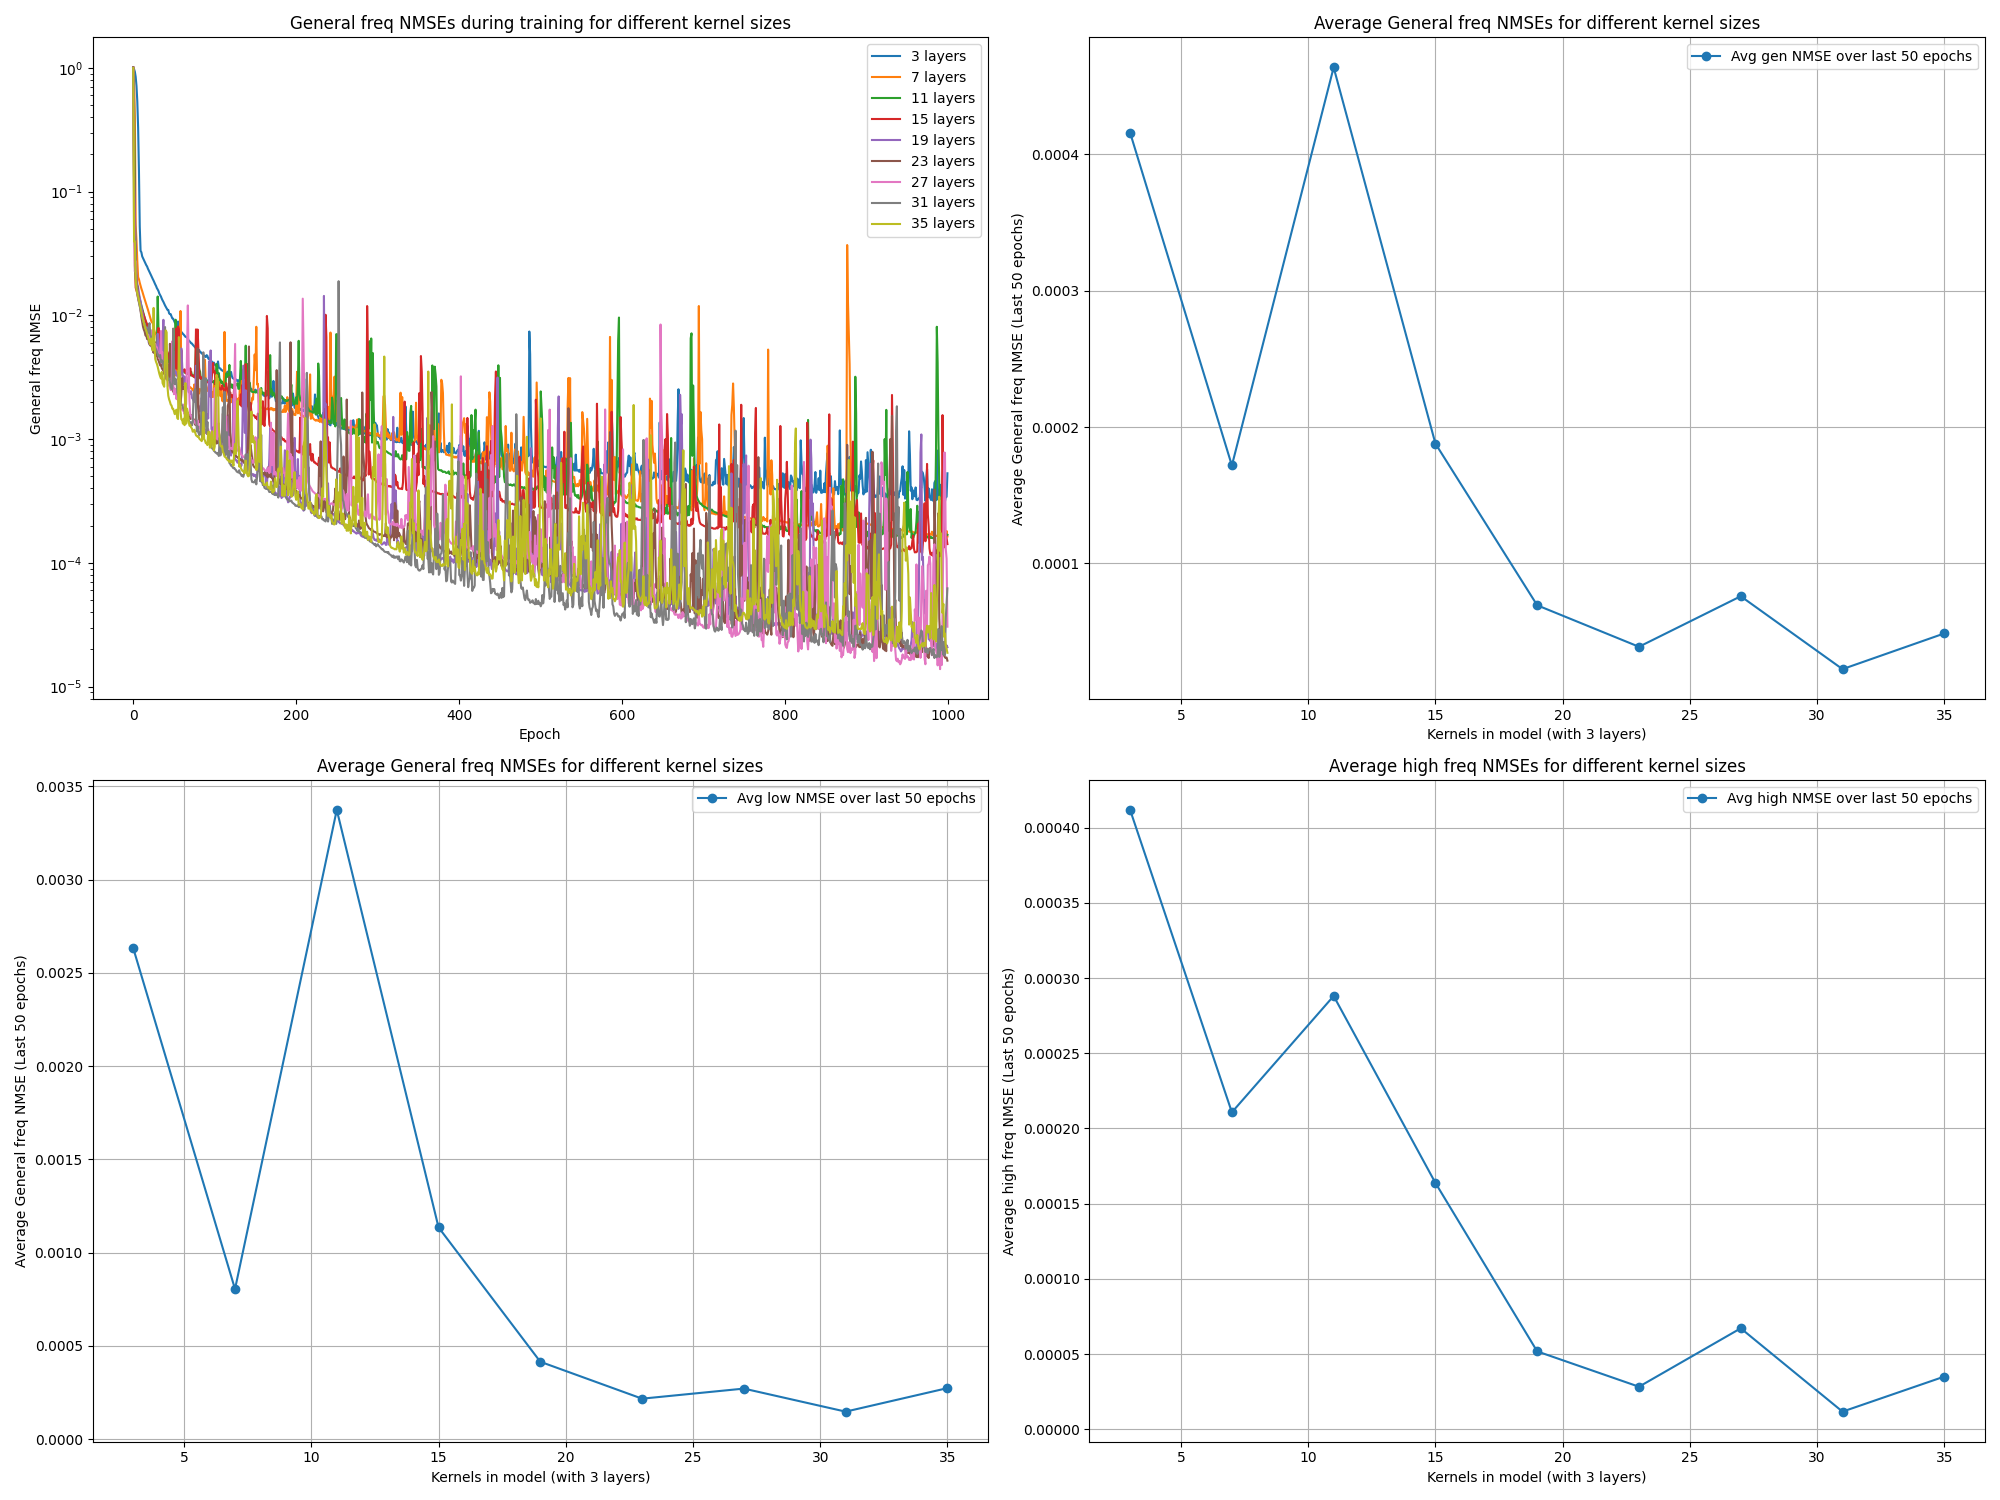 General freq NMSEs during training for different kernel sizes
General freq NMSE
10⁰
10⁻¹
10⁻²
10⁻³
10⁻⁴
10⁻⁵
3 layers
7 layers
11 layers
15 layers
19 layers
23 layers
27 layers
31 layers
35 layers
0 200 400 600 800 1000
Epoch
Average General freq NMSEs for different kernel sizes
Average General freq NMSE (Last 50 epochs)
Avg gen NMSE over last 50 epochs
0.0004
0.0003
0.0002
0.0001
5 10 15 20 25 30 35
Kernels in model (with 3 layers)
Average General freq NMSEs for different kernel sizes
Average General freq NMSE (Last 50 epochs)
Avg low NMSE over last 50 epochs
0.0035
0.0030
0.0025
0.0020
0.0015
0.0010
0.0005
0.0000
5 10 15 20 25 30 35
Kernels in model (with 3 layers)
Average high freq NMSEs for different kernel sizes
Average high freq NMSE (Last 50 epochs)
Avg high NMSE over last 50 epochs
0.00040
0.00035
0.00030
0.00025
0.00020
0.00015
0.00010
0.00005
0.00000
5 10 15 20 25 30 35
Kernels in model (with 3 layers)